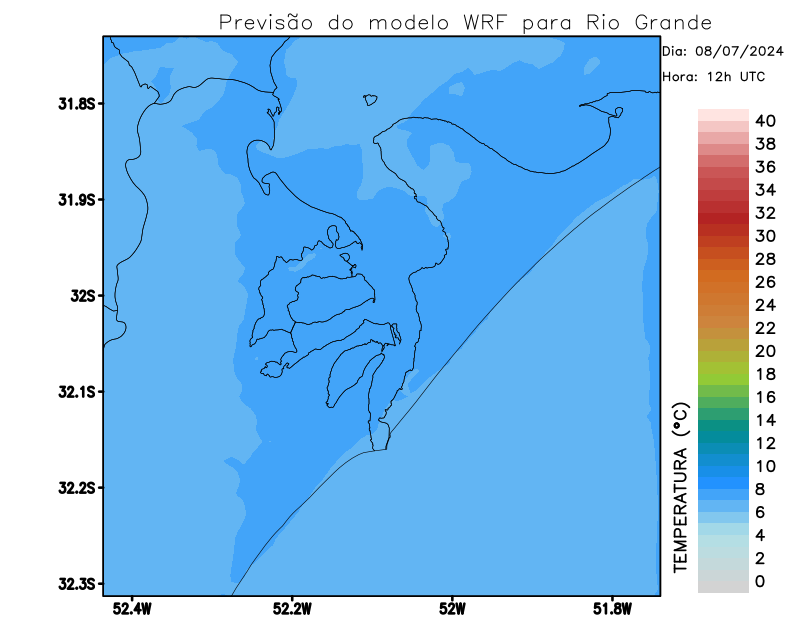 Previsão do modelo WRF para Rio Grande
Dia: 08/07/2024
Hora: 12h UTC
31.8S
31.9S
32S
32.1S
32.2S
32.3S
52.4W
52.2W
52W
51.8W
TEMPERATURA (°C)
40
38
36
34
32
30
28
26
24
22
20
18
16
14
12
10
8
6
4
2
0